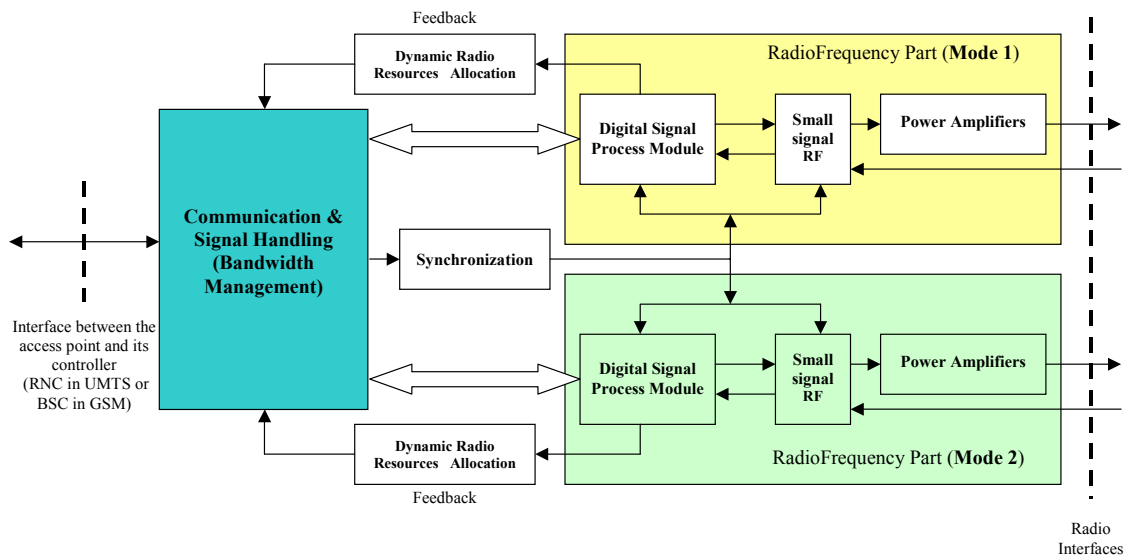 Feedback
Dynamic Radio
Resources Allocation
RadioFrequency Part (Mode 1)
Digital Signal
Process Module
Small
signal
RF
Power Amplifiers
Communication &
Signal Handling
(Bandwidth
Management)
Synchronization
Interface between the
access point and its
controller
(RNC in UMTS or
BSC in GSM)
Digital Signal
Process Module
Small
signal
RF
Power Amplifiers
Dynamic Radio
Resources Allocation
RadioFrequency Part (Mode 2)
Feedback
Radio
Interfaces